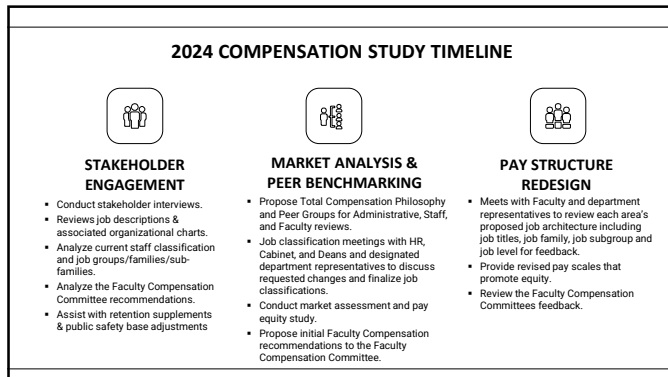 2024 COMPENSATION STUDY TIMELINE
STAKEHOLDER
ENGAGEMENT
▪ Conduct stakeholder interviews.
▪ Reviews job descriptions &
associated organizational charts.
▪ Analyze current staff classification
and job groups/families/sub-
families.
▪ Analyze the Faculty Compensation
Committee recommendations.
▪ Assist with retention supplements
& public safety base adjustments
MARKET ANALYSIS &
PEER BENCHMARKING
▪ Propose Total Compensation Philosophy
and Peer Groups for Administrative, Staff,
and Faculty reviews.
▪ Job classification meetings with HR,
Cabinet, and Deans and designated
department representatives to discuss
requested changes and finalize job
classifications.
▪ Conduct market assessment and pay
equity study.
▪ Propose initial Faculty Compensation
recommendations to the Faculty
Compensation Committee.
PAY STRUCTURE
REDESIGN
▪ Meets with Faculty and department
representatives to review each area's
proposed job architecture including
job titles, job family, job subgroup and
job level for feedback.
▪ Provide revised pay scales that
promote equity.
▪ Review the Faculty Compensation
Committees feedback.